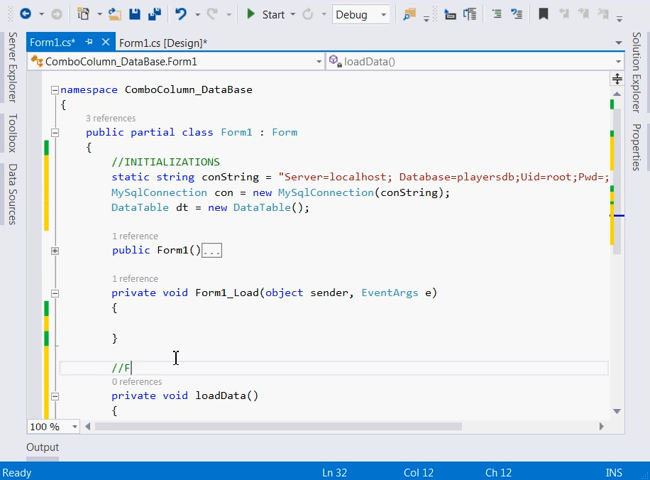 Start
Debug
Form1.cs*
Form1.cs [Design]*
ComboColumn_DataBase.Form1
loadData()
Server Explorer
Toolbox
Data Sources
Solution Explorer
Properties
namespace ComboColumn_DataBase
{
3 references
public partial class Form1 : Form
{
//INITIALIZATIONS
static string conString = "Server=localhost; Database=playersdb;Uid=root;Pwd=;
MySqlConnection con = new MySqlConnection(conString);
DataTable dt = new DataTable();
1 reference
public Form1()...
1 reference
private void Form1_Load(object sender, EventArgs e)
{
}
//F
0 references
private void loadData()
{
100 %
Output
Ready
Ln 32
Col 12
Ch 12
INS